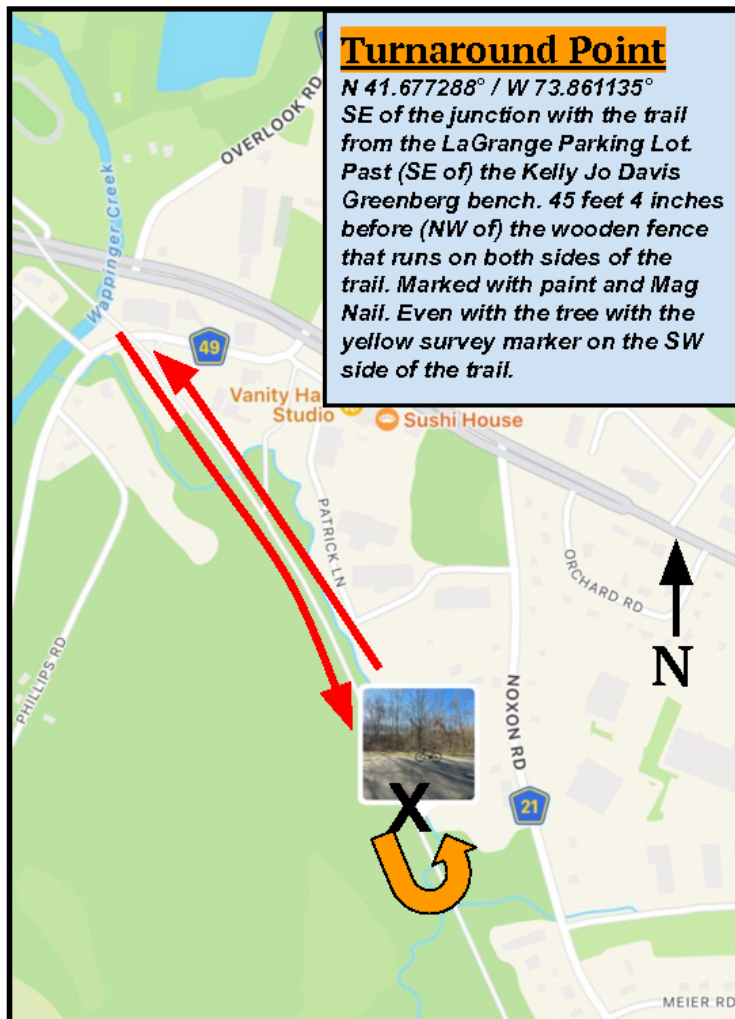 Turnaround Point
N 41.677288° / W 73.861135°
SE of the junction with the trail
from the LaGrange Parking Lot.
Past (SE of) the Kelly Jo Davis
Greenberg bench. 45 feet 4 inches
before (NW of) the wooden fence
that runs on both sides of the
trail. Marked with paint and Mag
Nail. Even with the tree with the
yellow survey marker on the SW
side of the trail.
OVERLOOK RD
Wappinger Creek
49
Vanity Ha
Studio
Sushi House
PATRICK LN
ORCHARD RD
N
PHILLIPS RD
NOXON RD
21
X
MEIER RD